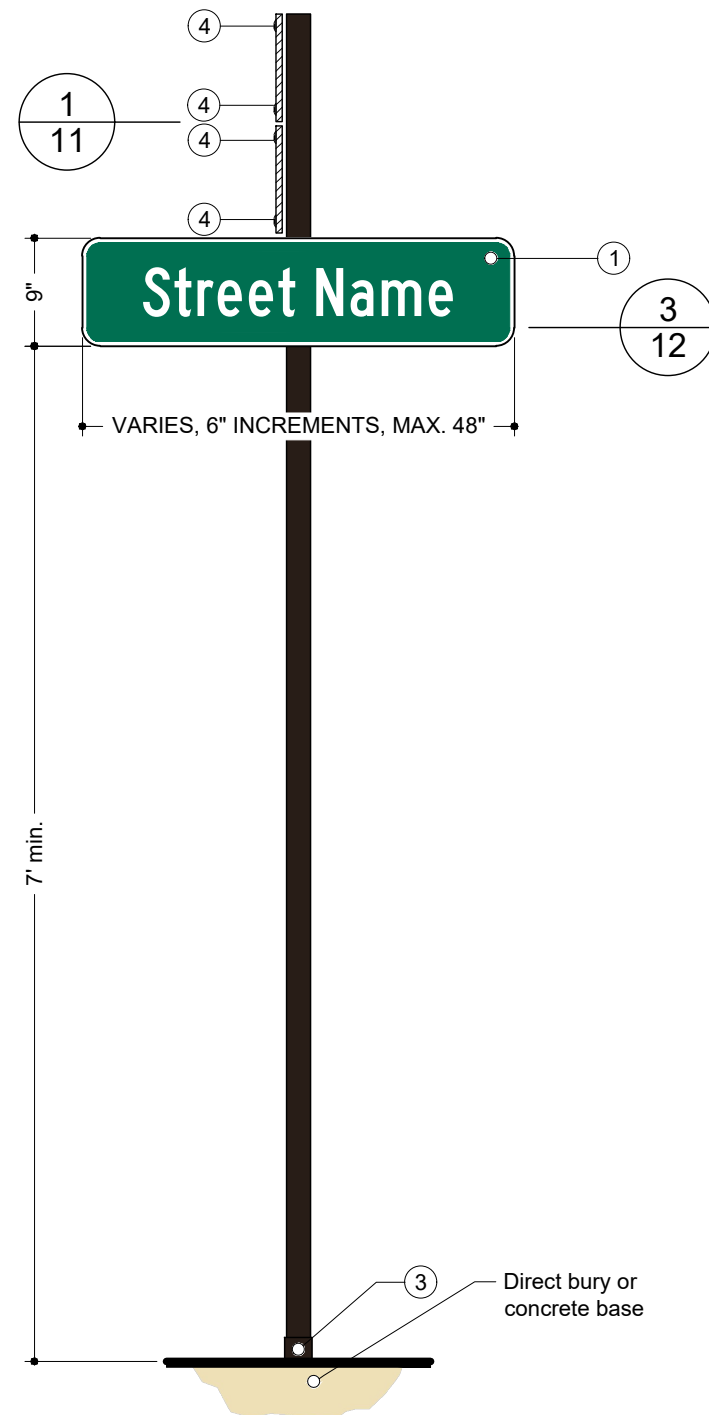 4
1
11
4
4
4
9"
Street Name
1
3
12
VARIES, 6" INCREMENTS, MAX. 48"
7' min.
3
Direct bury or
concrete base